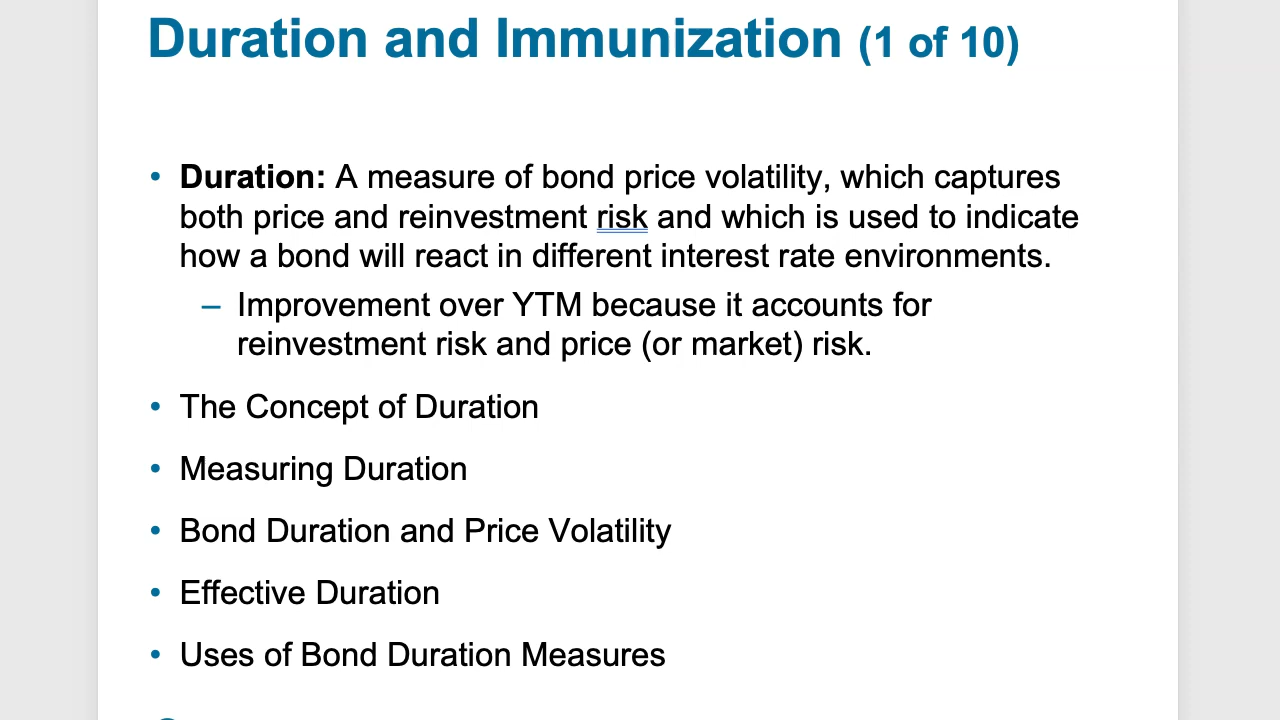 Duration and Immunization (1 of 10)
• Duration: A measure of bond price volatility, which captures
both price and reinvestment risk and which is used to indicate
how a bond will react in different interest rate environments.
– Improvement over YTM because it accounts for
reinvestment risk and price (or market) risk.
• The Concept of Duration
• Measuring Duration
• Bond Duration and Price Volatility
• Effective Duration
• Uses of Bond Duration Measures